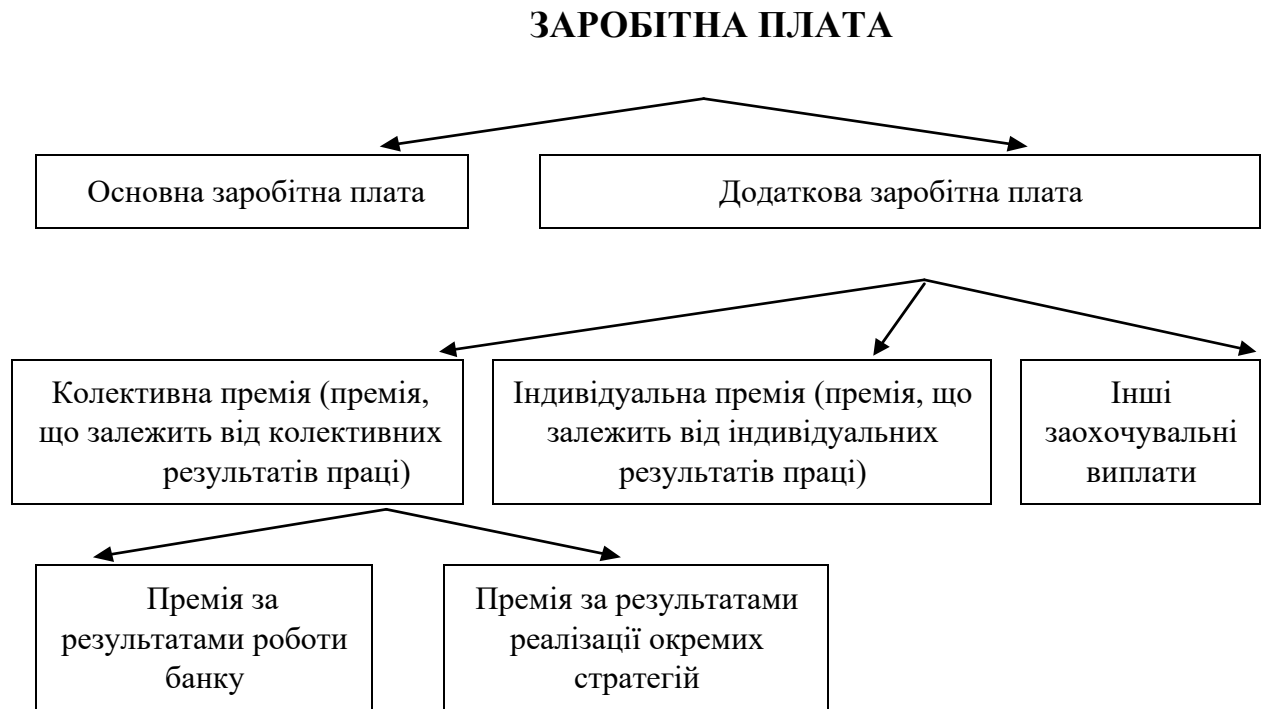 ЗАРОБІТНА ПЛАТА
Основна заробітна плата
Додаткова заробітна плата
Колективна премія (премія,
що залежить від колективних
результатів праці)
Індивідуальна премія (премія, що
залежить від індивідуальних
результатів праці)
Інші
заохочувальні
виплати
Премія за
результатами роботи
банку
Премія за результатами
реалізації окремих
стратегій